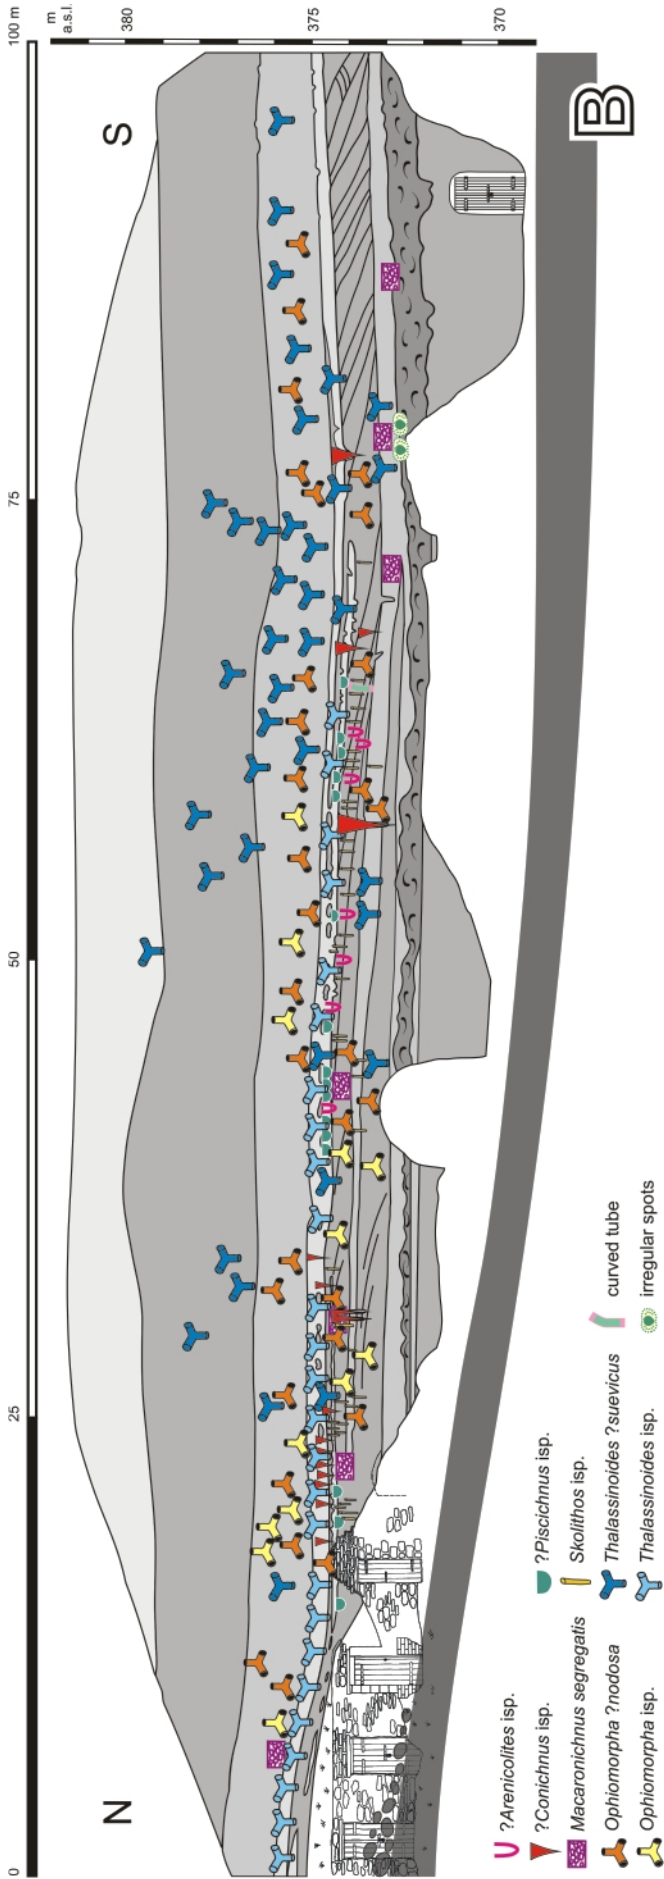 0
25
50
75
100 m
m
a.s.l.
380
375
370
N
S
B
?Arenicolites isp.
?Conichnus isp.
Macaronichnus segregatis
Ophiomorpha ?nodosa
Ophiomorpha isp.
?Piscichnus isp.
Skolithos isp.
Thalassinoides ?suevicus
Thalassinoides isp.
curved tube
irregular spots